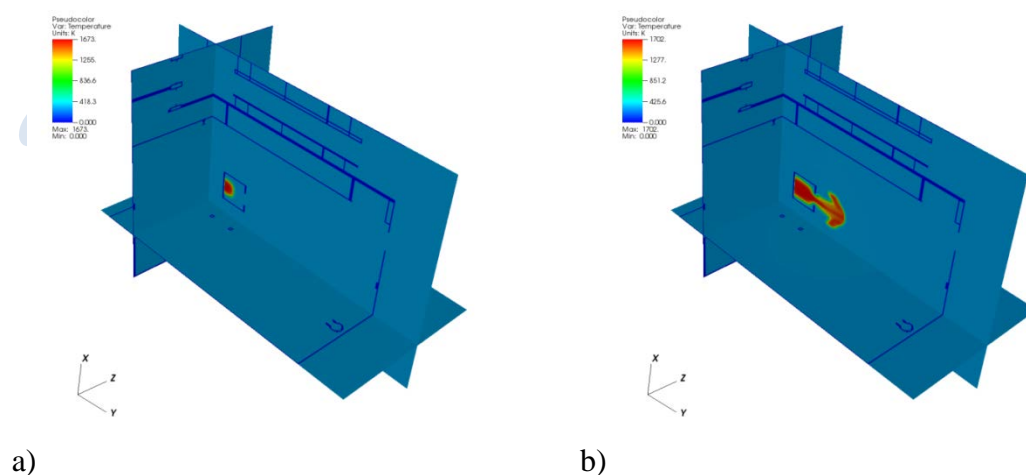 Pseudocolor
Var: Temperature
Units: K
1673.
1255.
836.6
418.3
0.000
Max: 1673.
Min: 0.000
X
Z
Y
a)
Pseudocolor
Var: Temperature
Units: K
1702.
1277.
851.2
425.6
0.000
Max: 1702.
Min: 0.000
X
Z
Y
b)